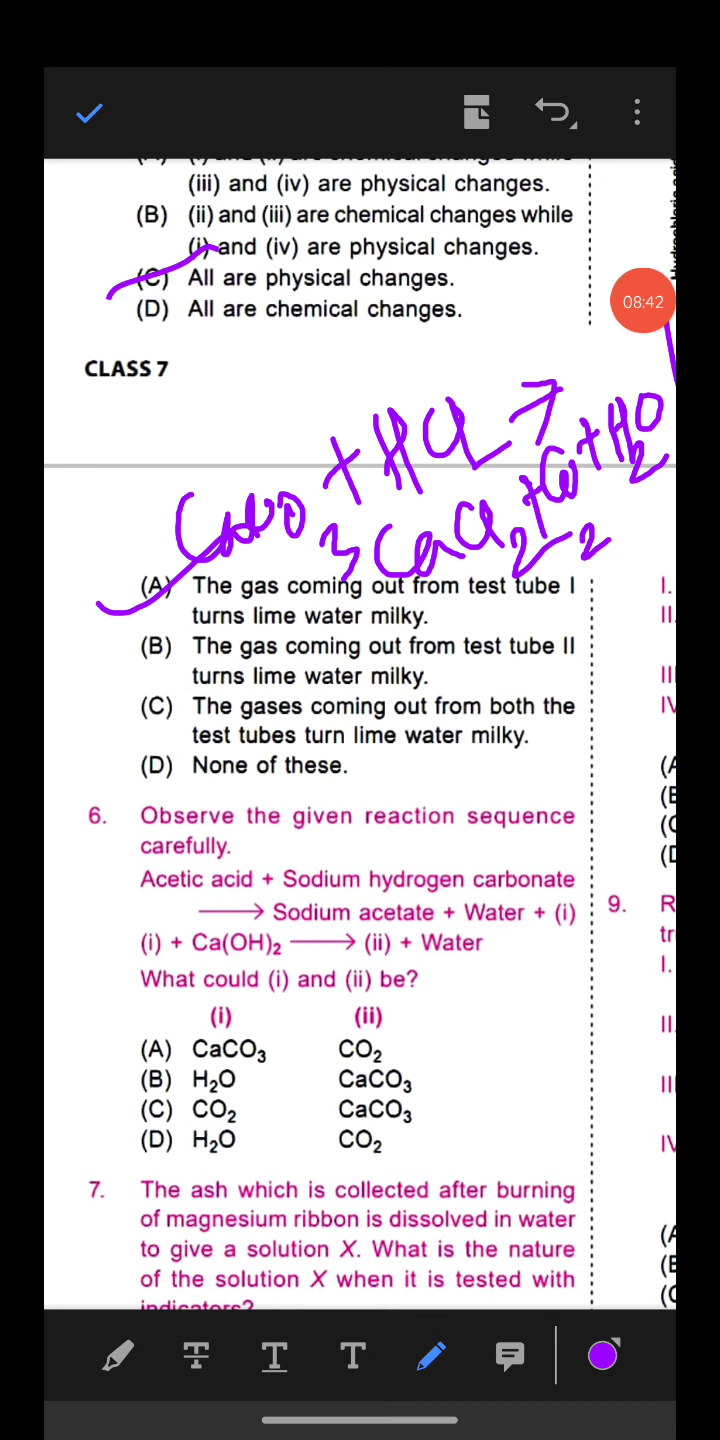 (iii) and (iv) are physical changes.
(B) (ii) and (iii) are chemical changes while
(i) and (iv) are physical changes.
(C) All are physical changes.
(D) All are chemical changes.
08:42
CLASS 7
+ HCl →
CaCl2 + CO2 + H2O
(A) The gas coming out from test tube I
turns lime water milky.
(B) The gas coming out from test tube II
turns lime water milky.
(C) The gases coming out from both the
test tubes turn lime water milky.
(D) None of these.
6. Observe the given reaction sequence
carefully.
Acetic acid + Sodium hydrogen carbonate
⟶ Sodium acetate + Water + (i)
(i) + Ca(OH)₂ ⟶ (ii) + Water
What could (i) and (ii) be?
(i) (ii)
(A) CaCO₃ CO₂
(B) H₂O CaCO₃
(C) CO₂ CaCO₃
(D) H₂O CO₂
7. The ash which is collected after burning
of magnesium ribbon is dissolved in water
to give a solution X. What is the nature
of the solution X when it is tested with
indicators?
I.
II.
9.
I.